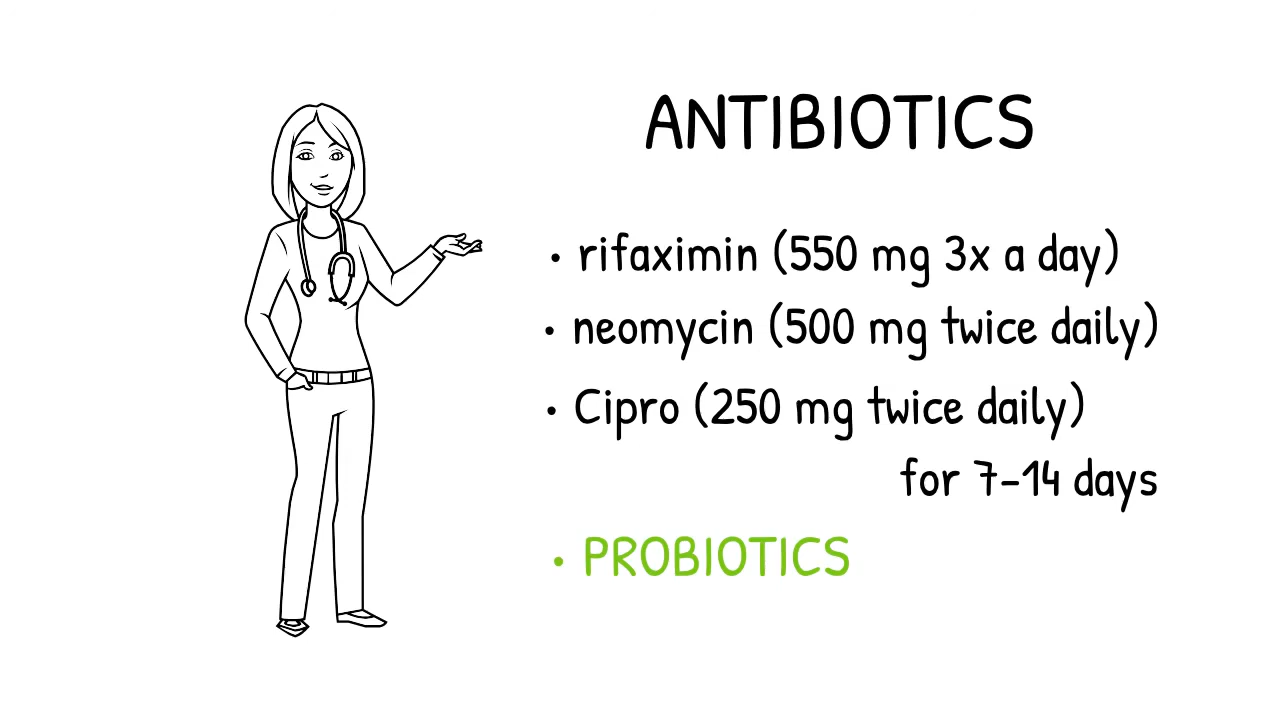 ANTIBIOTICS
• rifaximin (550 mg 3x a day)
• neomycin (500 mg twice daily)
• Cipro (250 mg twice daily)
for 7-14 days
• PROBIOTICS